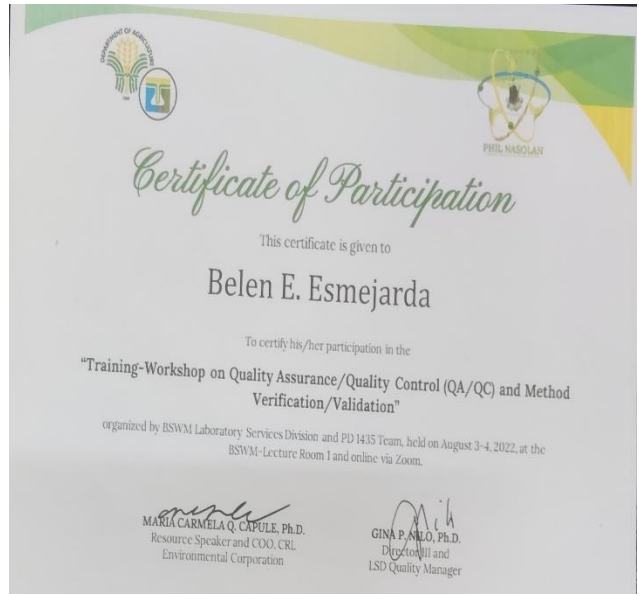 DEPARTMENT OF AGRICULTURE
PHIL NASOLAN
Certificate of Participation
This certificate is given to
Belen E. Esmejarda
To certify his/her participation in the
"Training-Workshop on Quality Assurance/Quality Control (QA/QC) and Method
Verification/Validation"
organized by BSWM Laboratory Services Division and PD 1435 Team, held on August 3-4, 2022, at the
BSWM-Lecture Room 1 and online via Zoom.
MARIA CARMELA Q. CAPULE, Ph.D.
Resource Speaker and COO, CRL
Environmental Corporation
GINA P. NILO, Ph.D.
Director III and
LSD Quality Manager